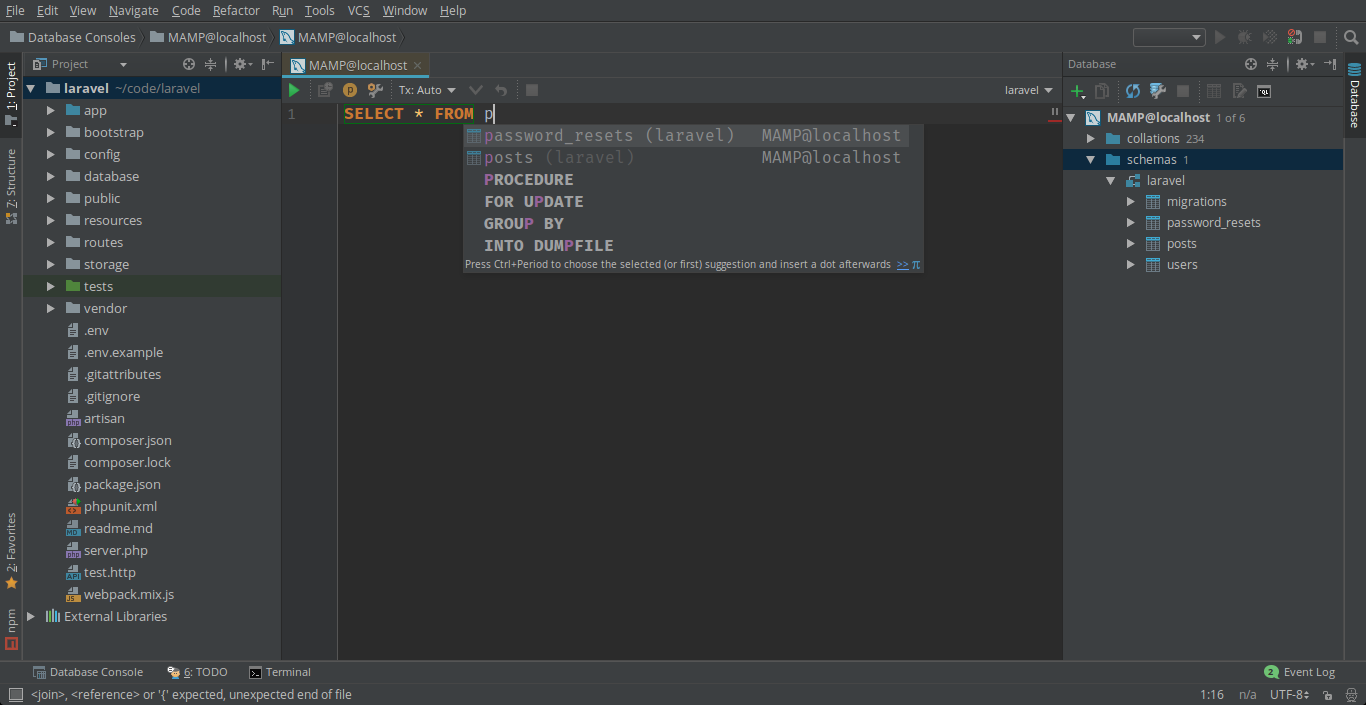 File Edit View Navigate Code Refactor Run Tools VCS Window Help
Database Consoles MAMP@localhost MAMP@localhost
1: Project
7: Structure
2: Favorites
npm
Project
laravel ~/code/laravel
app
bootstrap
config
database
public
resources
routes
storage
tests
vendor
.env
.env.example
.gitattributes
.gitignore
artisan
composer.json
composer.lock
package.json
phpunit.xml
readme.md
server.php
test.http
webpack.mix.js
External Libraries
MAMP@localhost
Tx: Auto laravel
1 SELECT * FROM p
password_resets (laravel) MAMP@localhost
posts (laravel) MAMP@localhost
PROCEDURE
FOR UPDATE
GROUP BY
INTO DUMPFILE
Press Ctrl+Period to choose the selected (or first) suggestion and insert a dot afterwards >> π
Database
MAMP@localhost 1 of 6
collations 234
schemas 1
laravel
migrations
password_resets
posts
users
Database
Database Console 6: TODO Terminal 2 Event Log
<join>, <reference> or '{' expected, unexpected end of file 1:16 n/a UTF-8